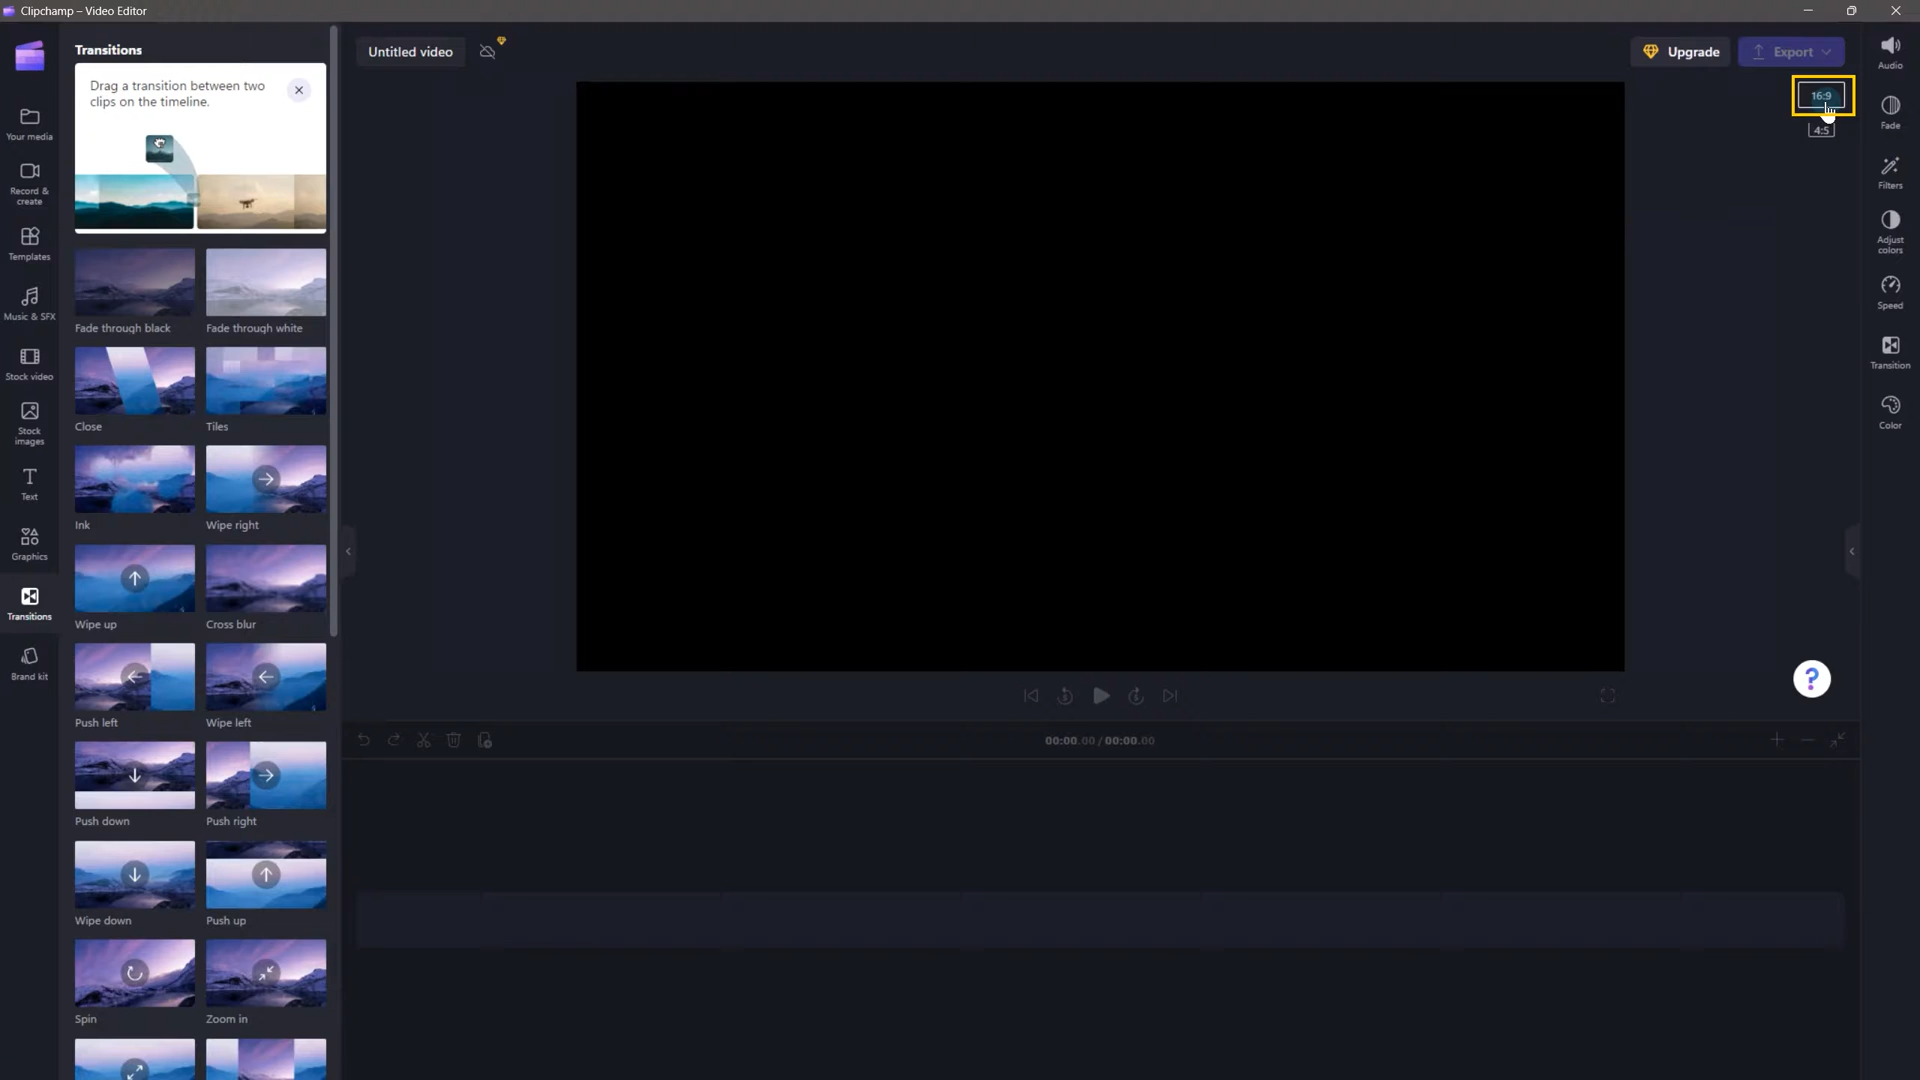 Clipchamp – Video Editor
Transitions
Drag a transition between two
clips on the timeline.
Fade through black
Fade through white
Close
Tiles
Ink
Wipe right
Wipe up
Cross blur
Push left
Wipe left
Push down
Push right
Wipe down
Push up
Spin
Zoom in
Your media
Record &
create
Templates
Music & SFX
Stock video
Stock
images
Text
Graphics
Transitions
Brand kit
Untitled video
Upgrade
Export
16:9
4:5
5
5
?
00:00.00 / 00:00.00
Audio
Fade
Filters
Adjust
colors
Speed
Transition
Color